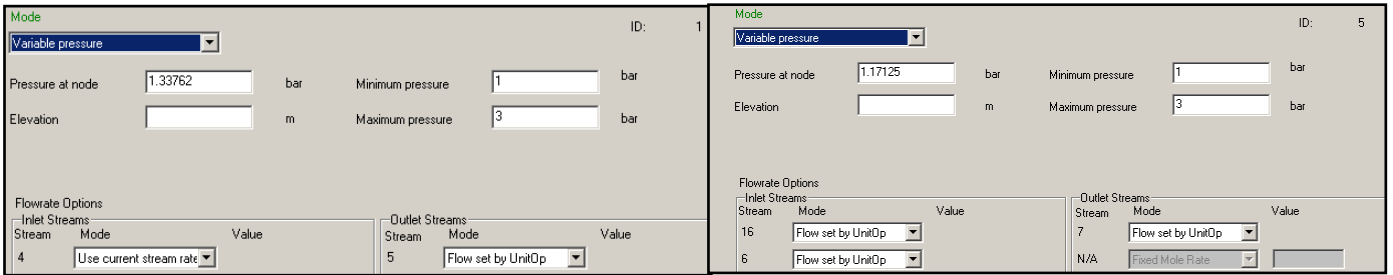 Mode
ID: 1
Variable pressure
Pressure at node 1.33762 bar Minimum pressure 1 bar
Elevation m Maximum pressure 3 bar
Flowrate Options
Inlet Streams Outlet Streams
Stream Mode Value Stream Mode Value
4 Use current stream rate 5 Flow set by UnitOp
Mode
ID: 5
Variable pressure
Pressure at node 1.17125 bar Minimum pressure 1 bar
Elevation m Maximum pressure 3 bar
Flowrate Options
Inlet Streams Outlet Streams
Stream Mode Value Stream Mode Value
16 Flow set by UnitOp 7 Flow set by UnitOp
6 Flow set by UnitOp N/A Fixed Mole Rate